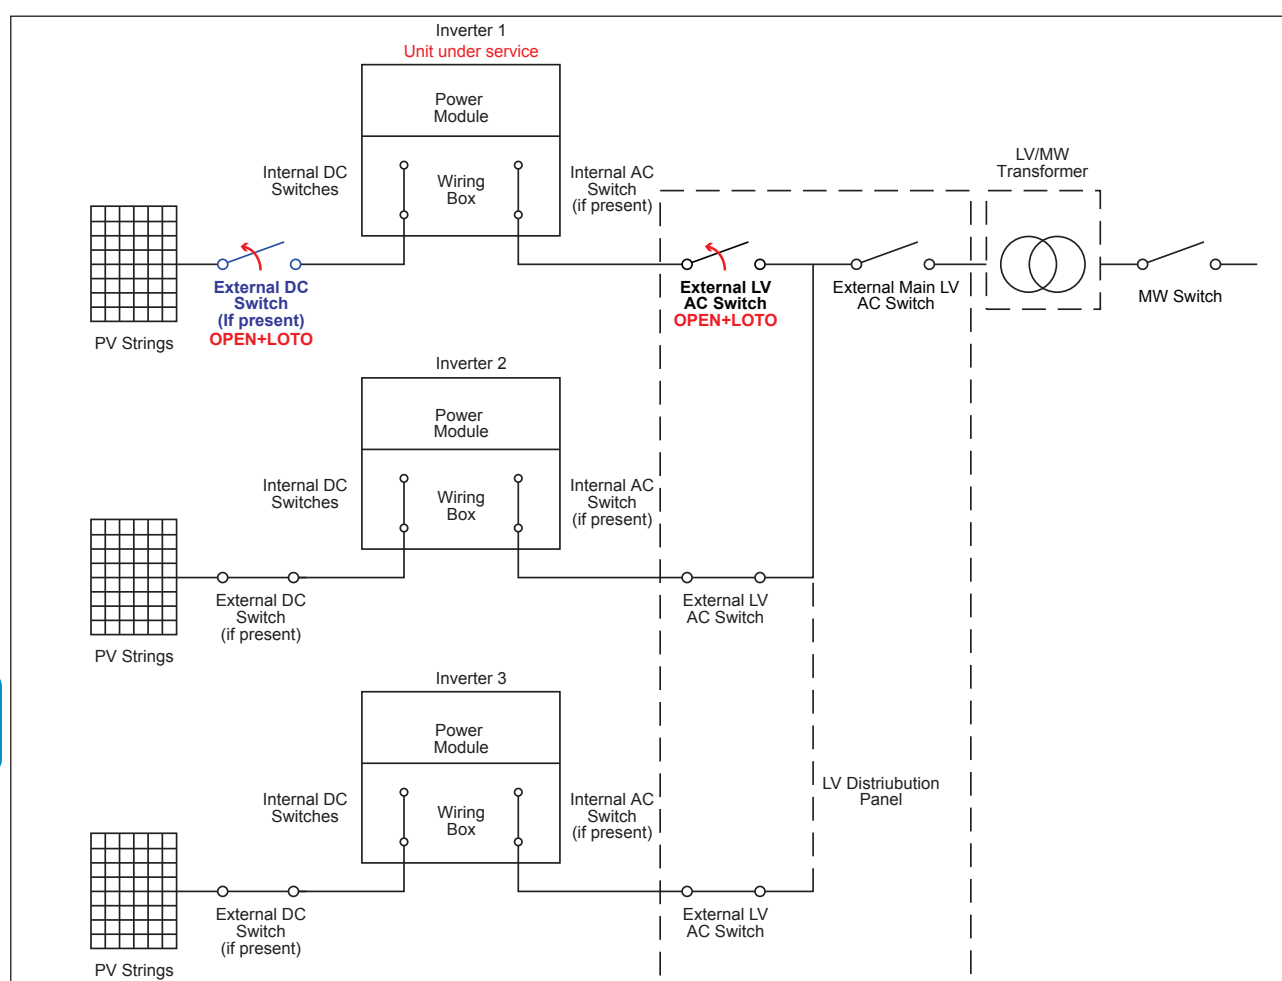 Inverter 1
Unit under service
Power
Module
Internal DC
Switches
Wiring
Box
Internal AC
Switch
(if present)
LV/MW
Transformer
External DC
Switch
(If present)
OPEN+LOTO
External LV
AC Switch
OPEN+LOTO
External Main LV
AC Switch
MW Switch
PV Strings
Inverter 2
Power
Module
Internal DC
Switches
Wiring
Box
Internal AC
Switch
(if present)
External DC
Switch
(if present)
External LV
AC Switch
PV Strings
Inverter 3
Power
Module
Internal DC
Switches
Wiring
Box
Internal AC
Switch
(if present)
LV Distriubution
Panel
External DC
Switch
(if present)
External LV
AC Switch
PV Strings